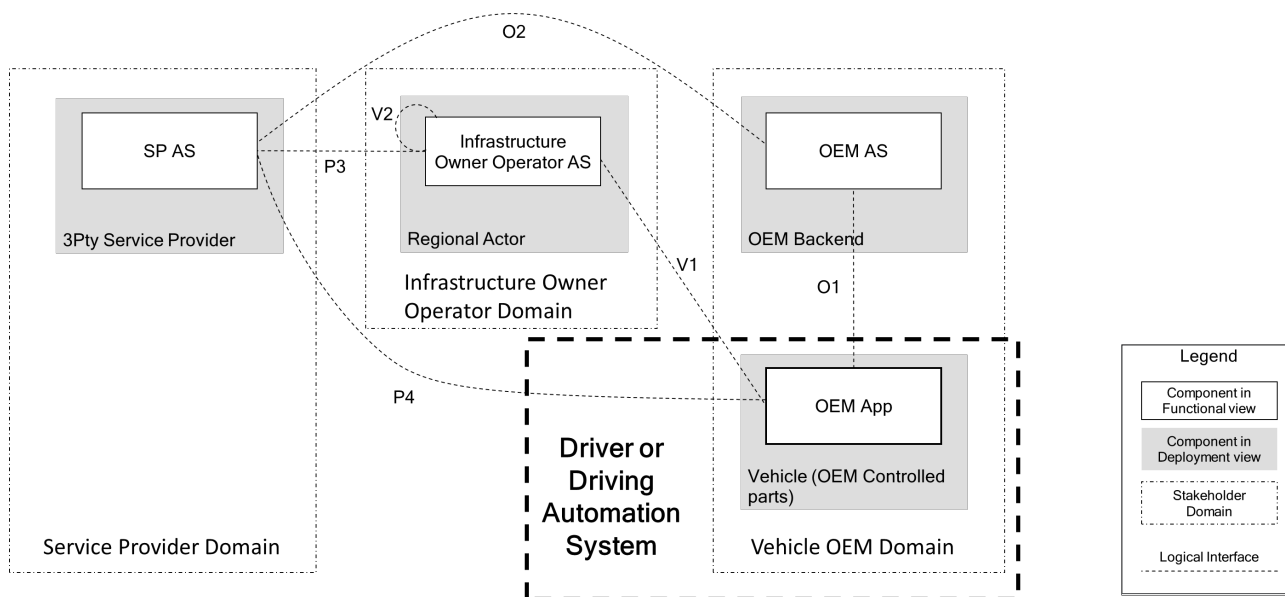 O2
SP AS
P3
3Pty Service Provider
V2
Infrastructure
Owner Operator AS
Regional Actor
Infrastructure Owner
Operator Domain
OEM AS
OEM Backend
V1
O1
P4
OEM App
Vehicle (OEM Controlled
parts)
Driver or
Driving
Automation
System
Service Provider Domain
Vehicle OEM Domain
Legend
Component in
Functional view
Component in
Deployment view
Stakeholder
Domain
Logical Interface